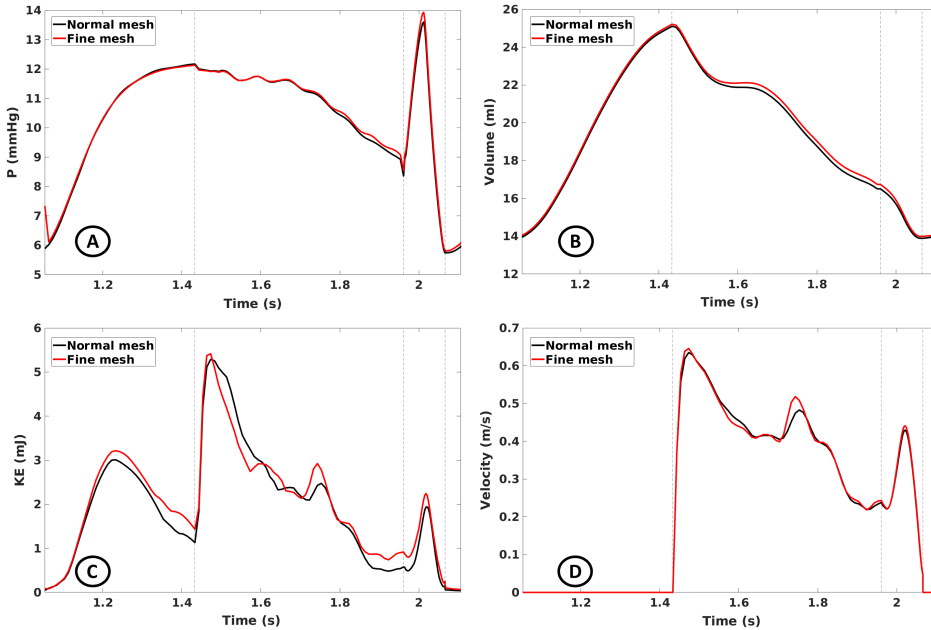 14
13
12
11
10
9
8
7
6
5
P (mmHg)
Normal mesh
Fine mesh
A
1.2
1.4
1.6
1.8
2
Time (s)
26
24
22
20
18
16
14
12
Volume (ml)
Normal mesh
Fine mesh
B
1.2
1.4
1.6
1.8
2
Time (s)
6
5
4
3
2
1
0
KE (mJ)
Normal mesh
Fine mesh
C
1.2
1.4
1.6
1.8
2
Time (s)
0.7
0.6
0.5
0.4
0.3
0.2
0.1
0
Velocity (m/s)
Normal mesh
Fine mesh
D
1.2
1.4
1.6
1.8
2
Time (s)